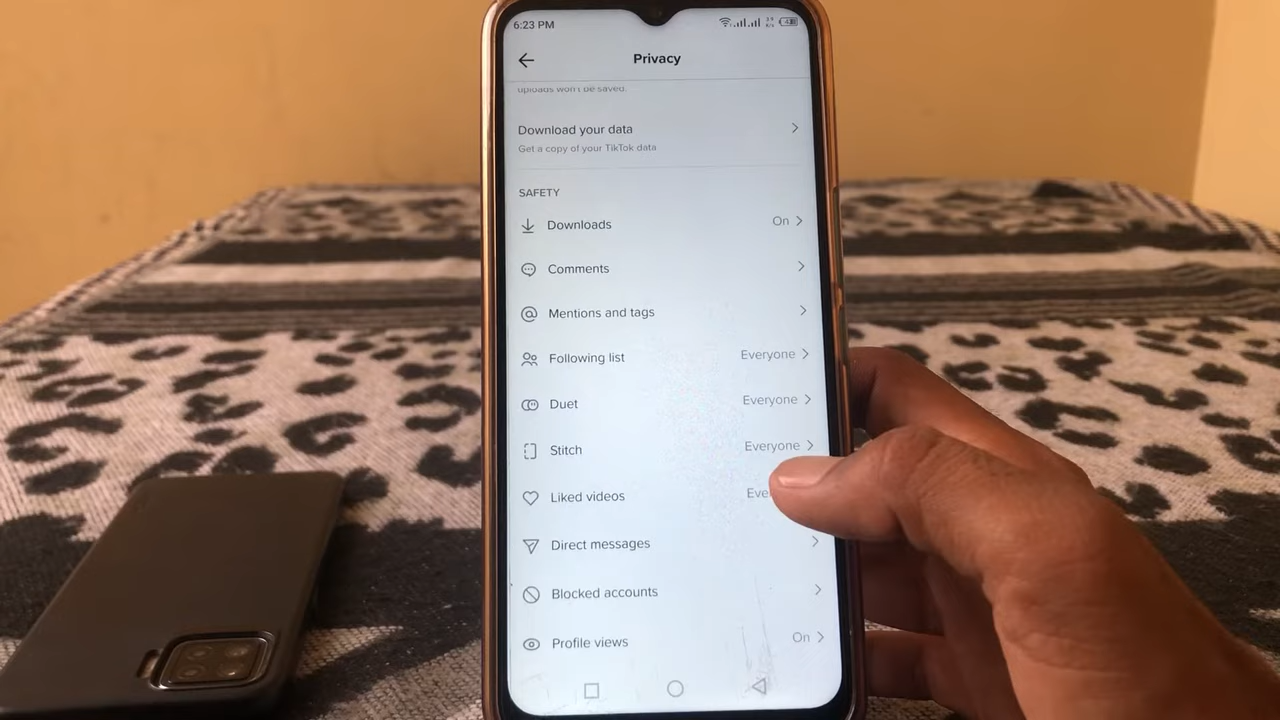 6:23 PM
Privacy
uploads won't be saved.
Download your data
Get a copy of your TikTok data
SAFETY
Downloads On
Comments
Mentions and tags
Following list Everyone
Duet Everyone
Stitch Everyone
Liked videos
Direct messages
Blocked accounts
Profile views On